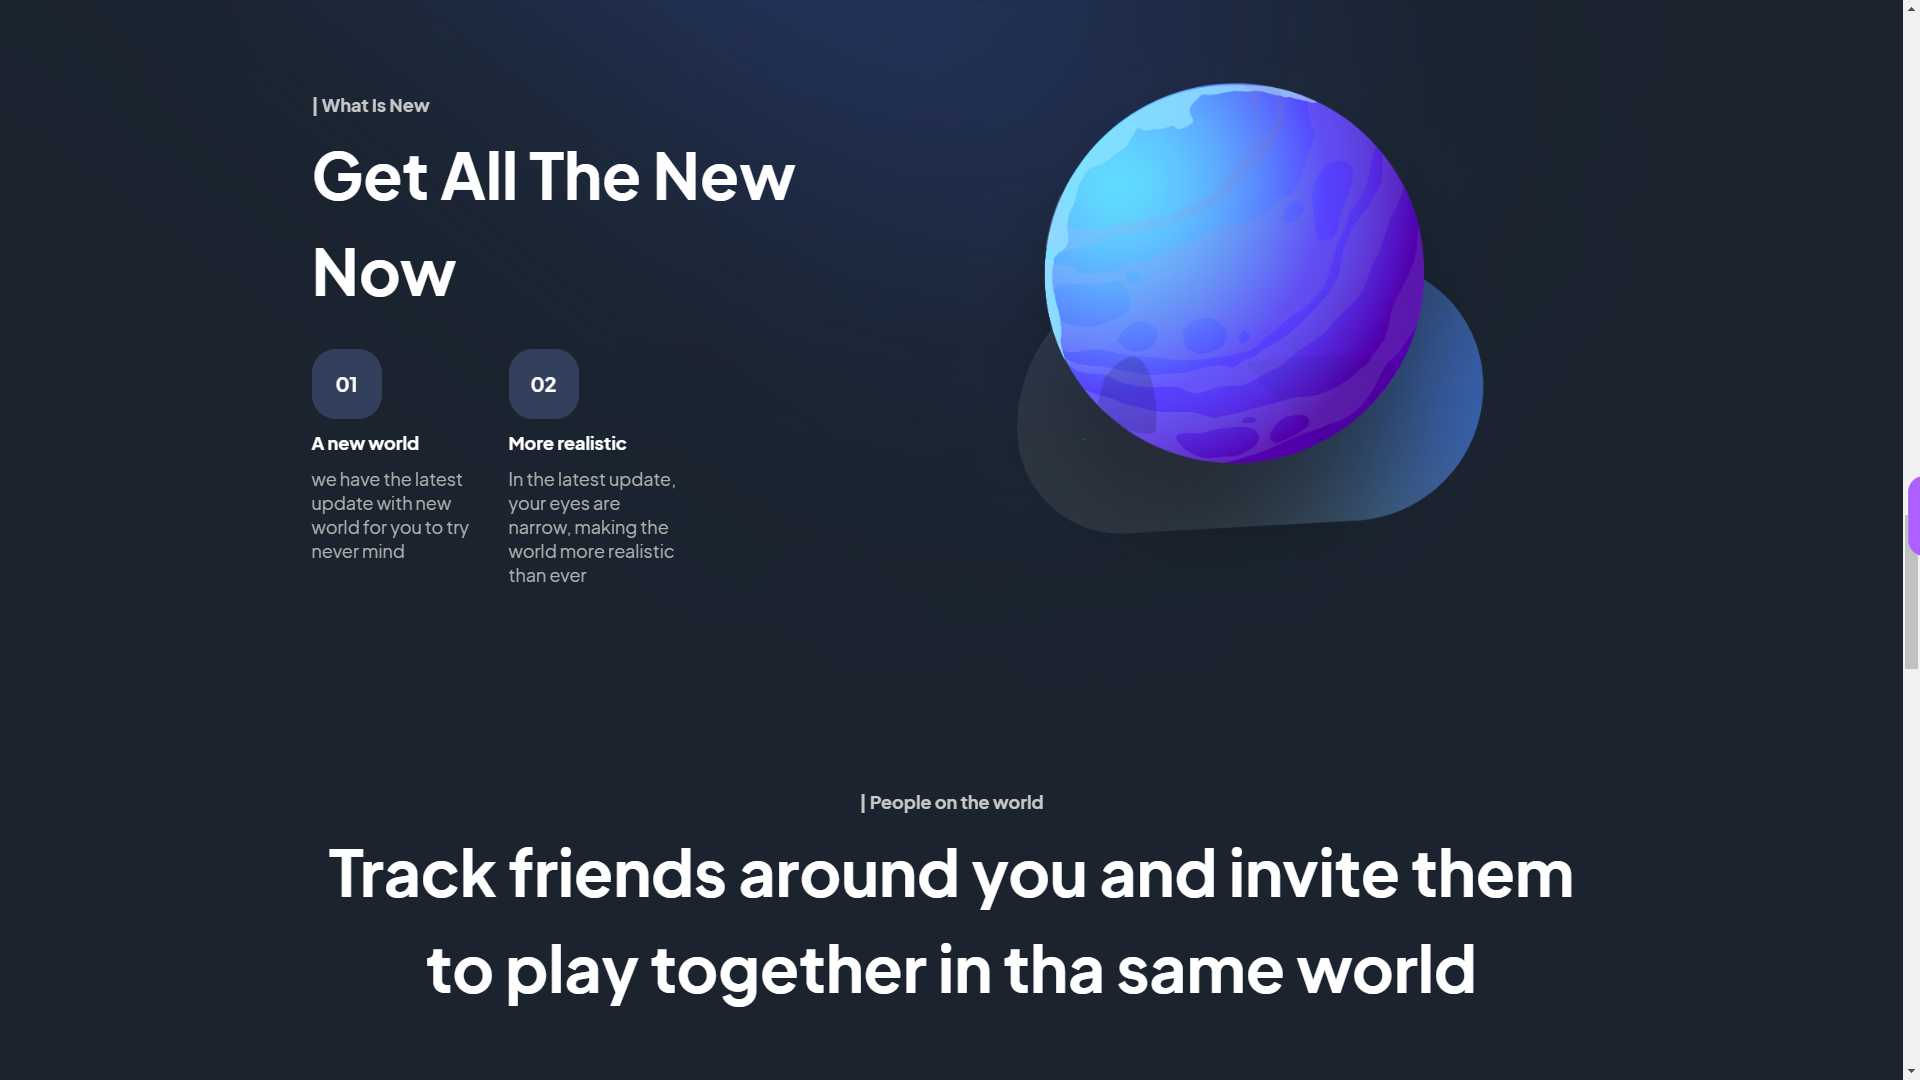 | What Is New
Get All The New
Now
01
A new world
we have the latest
update with new
world for you to try
never mind
02
More realistic
In the latest update,
your eyes are
narrow, making the
world more realistic
than ever
| People on the world
Track friends around you and invite them
to play together in tha same world